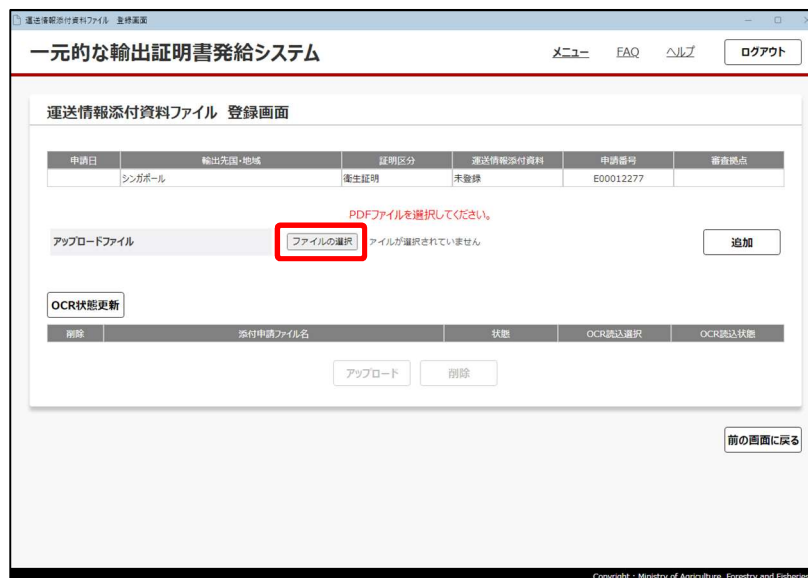 運送情報添付資料ファイル　登録画面
一元的な輸出証明書発給システム
メニュー FAQ ヘルプ ログアウト
運送情報添付資料ファイル　登録画面
申請日 輸出先国・地域 証明区分 運送情報添付資料 申請番号 審査拠点
シンガポール 衛生証明 未登録 E00012277
PDFファイルを選択してください。
アップロードファイル ファイルの選択 ァイルが選択されていません 追加
OCR状態更新
削除 添付申請ファイル名 状態 OCR読込選択 OCR読込状態
アップロード 削除
前の画面に戻る
Copyright : Ministry of Agriculture, Forestry and Fisheries